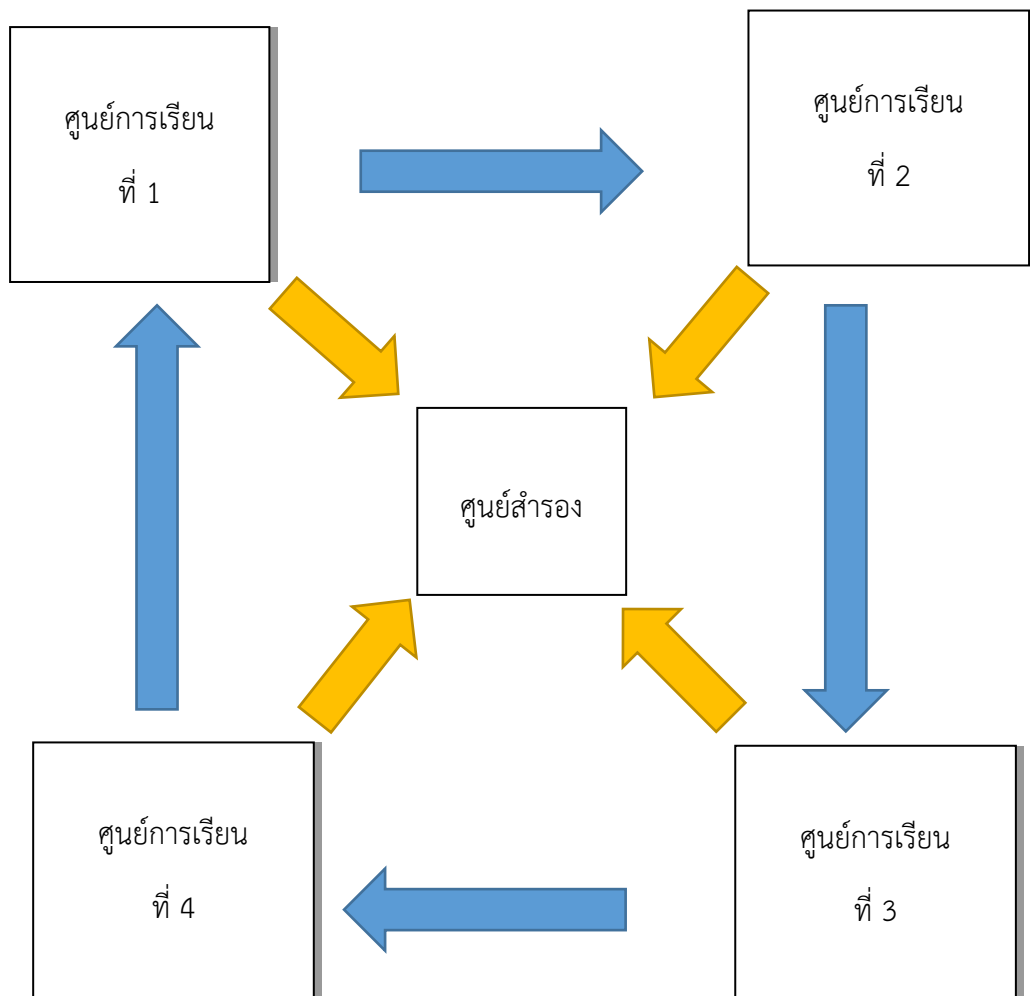 ศูนย์การเรียน
ที่ 1
ศูนย์การเรียน
ที่ 2
ศูนย์สำรอง
ศูนย์การเรียน
ที่ 4
ศูนย์การเรียน
ที่ 3